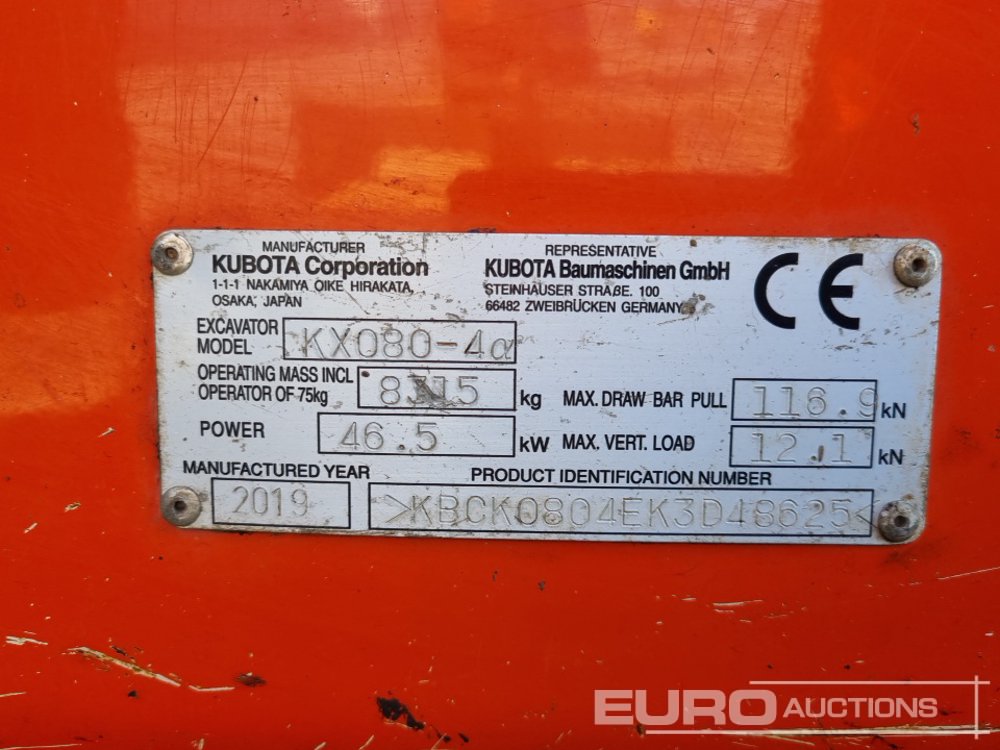 MANUFACTURER
KUBOTA Corporation
1-1-1 NAKAMIYA OIKE HIRAKATA,
OSAKA, JAPAN
REPRESENTATIVE
KUBOTA Baumaschinen GmbH
STEINHAUSER STRAßE. 100
66482 ZWEIBRÜCKEN GERMANY
CE
EXCAVATOR MODEL KX080-4α
OPERATING MASS INCL OPERATOR OF 75kg kg
MAX. DRAW BAR PULL 116.9 kN
POWER 46.5 kW
MAX. VERT. LOAD 12.1 kN
MANUFACTURED YEAR
2019
PRODUCT IDENTIFICATION NUMBER
>KBCK0804EK3D48625<
EURO AUCTIONS